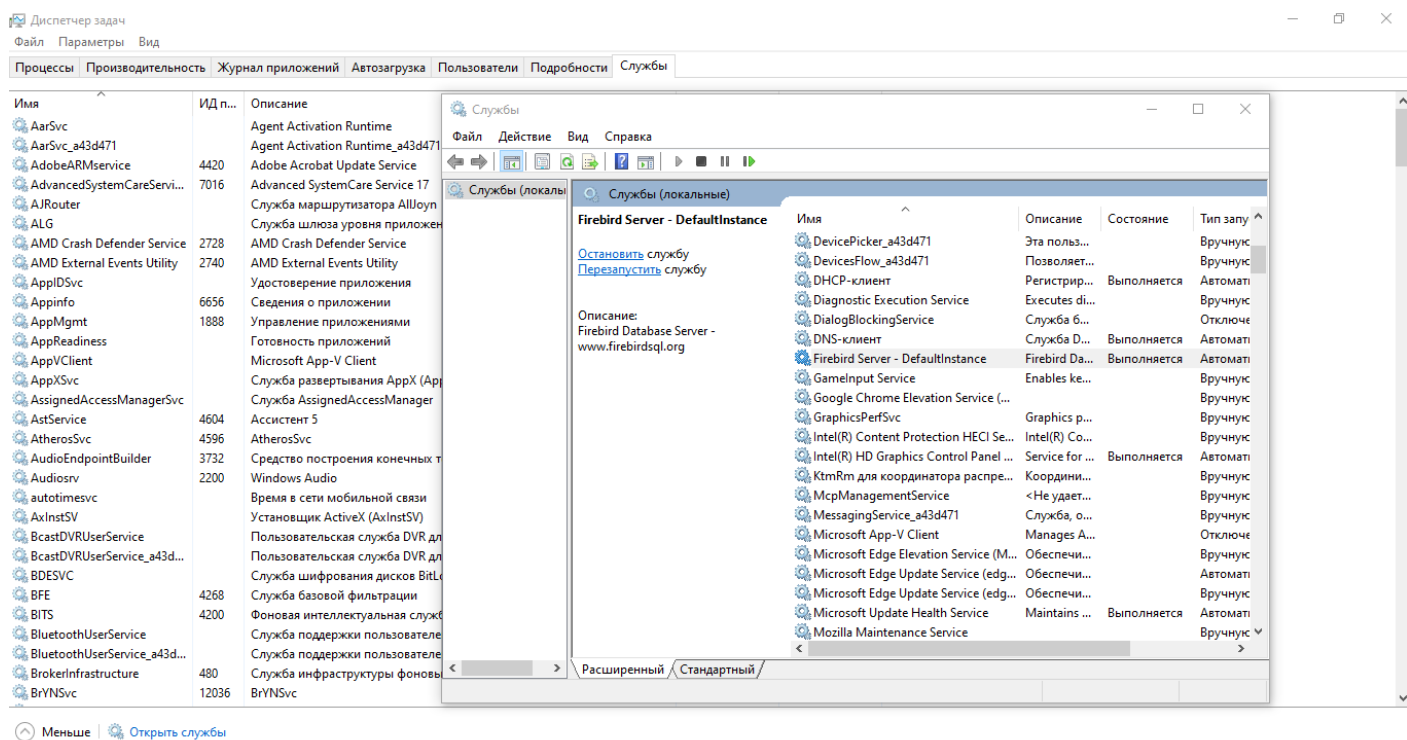 Диспетчер задач
Файл Параметры Вид
Процессы Производительность Журнал приложений Автозагрузка Пользователи Подробности Службы
Имя ИД п... Описание
AarSvc Agent Activation Runtime
AarSvc_a43d471 Agent Activation Runtime_a43d471
AdobeARMservice 4420 Adobe Acrobat Update Service
AdvancedSystemCareServi... 7016 Advanced SystemCare Service 17
AJRouter Служба маршрутизатора AllJoyn
ALG Служба шлюза уровня приложен
AMD Crash Defender Service 2728 AMD Crash Defender Service
AMD External Events Utility 2740 AMD External Events Utility
AppIDSvc Удостоверение приложения
Appinfo 6656 Сведения о приложении
AppMgmt 1888 Управление приложениями
AppReadiness Готовность приложений
AppVClient Microsoft App-V Client
AppXSvc Служба развертывания AppX (App
AssignedAccessManagerSvc Служба AssignedAccessManager
AstService 4604 Ассистент 5
AtherosSvc 4596 AtherosSvc
AudioEndpointBuilder 3732 Средство построения конечных т
Audiosrv 2200 Windows Audio
autotimesvc Время в сети мобильной связи
AxInstSV Установщик ActiveX (AxInstSV)
BcastDVRUserService Пользовательская служба DVR дл
BcastDVRUserService_a43d... Пользовательская служба DVR дл
BDESVC Служба шифрования дисков BitLo
BFE 4268 Служба базовой фильтрации
BITS 4200 Фоновая интеллектуальная служб
BluetoothUserService Служба поддержки пользователе
BluetoothUserService_a43d... Служба поддержки пользователе
BrokerInfrastructure 480 Служба инфраструктуры фоновы
BrYNSvc 12036 BrYNSvc
Меньше Открыть службы
Службы
Файл Действие Вид Справка
Службы (локалы
Службы (локальные)
Firebird Server - DefaultInstance
Остановить службу
Перезапустить службу
Описание:
Firebird Database Server -
www.firebirdsql.org
Имя Описание Состояние Тип запу
DevicePicker_a43d471 Эта польз... Вручную
DevicesFlow_a43d471 Позволяет... Вручную
DHCP-клиент Регистрир... Выполняется Автомати
Diagnostic Execution Service Executes di... Вручную
DialogBlockingService Служба б... Отключе
DNS-клиент Служба D... Выполняется Автомати
Firebird Server - DefaultInstance Firebird Da... Выполняется Автомати
GameInput Service Enables ke... Вручную
Google Chrome Elevation Service (... Вручную
GraphicsPerfSvc Graphics p... Вручную
Intel(R) Content Protection HECI Se... Intel(R) Co... Вручную
Intel(R) HD Graphics Control Panel ... Service for ... Выполняется Автомати
KtmRm для координатора распре... Координи... Вручную
McpManagementService <Не удает... Вручную
MessagingService_a43d471 Служба, о... Вручную
Microsoft App-V Client Manages A... Отключе
Microsoft Edge Elevation Service (M... Обеспечи... Вручную
Microsoft Edge Update Service (edg... Обеспечи... Автомати
Microsoft Edge Update Service (edg... Обеспечи... Вручную
Microsoft Update Health Service Maintains ... Выполняется Автомати
Mozilla Maintenance Service Вручную
Расширенный Стандартный